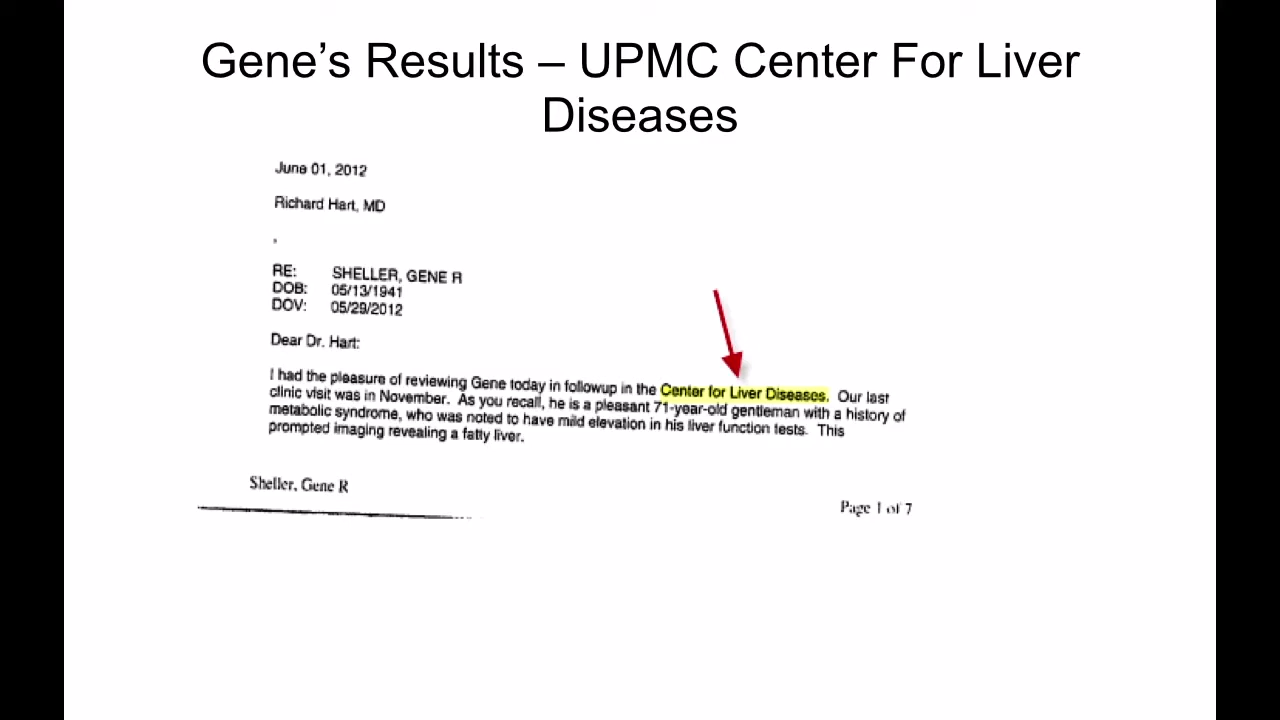 Gene’s Results – UPMC Center For Liver
Diseases
June 01, 2012
Richard Hart, MD
,
RE: SHELLER, GENE R
DOB: 05/13/1941
DOV: 05/29/2012
Dear Dr. Hart:
I had the pleasure of reviewing Gene today in followup in the Center for Liver Diseases. Our last
clinic visit was in November. As you recall, he is a pleasant 71-year-old gentleman with a history of
metabolic syndrome, who was noted to have mild elevation in his liver function tests. This
prompted imaging revealing a fatty liver.
Sheller, Gene R
Page 1 of 7